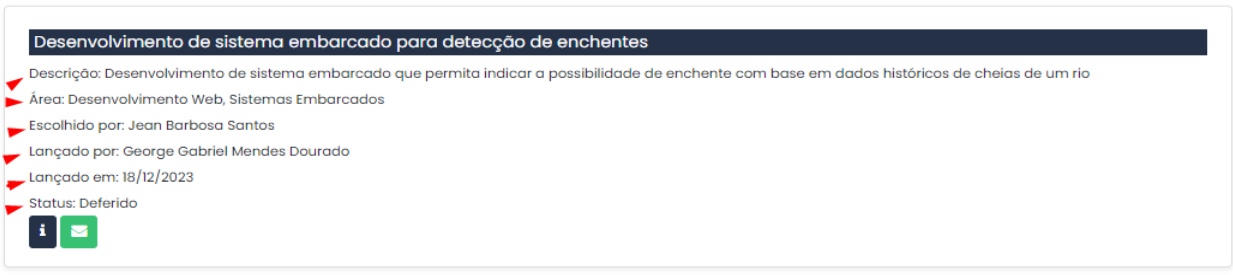 Desenvolvimento de sistema embarcado para detecção de enchentes
Descrição: Desenvolvimento de sistema embarcado que permita indicar a possibilidade de enchente com base em dados históricos de cheias de um rio
Área: Desenvolvimento Web, Sistemas Embarcados
Escolhido por: Jean Barbosa Santos
Lançado por: George Gabriel Mendes Dourado
Lançado em: 18/12/2023
Status: Deferido
i